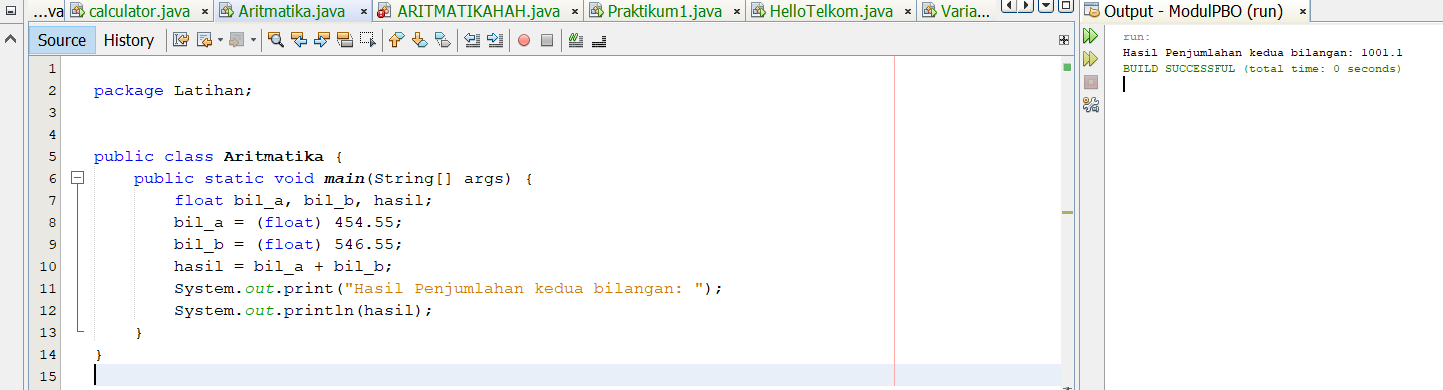 ...va calculator.java × Aritmatika.java × ARITMATIKAHAH.java × Praktikum1.java × HelloTelkom.java × Varia...
Source History
1
2 package Latihan;
3
4
5 public class Aritmatika {
6 public static void main(String[] args) {
7 float bil_a, bil_b, hasil;
8 bil_a = (float) 454.55;
9 bil_b = (float) 546.55;
10 hasil = bil_a + bil_b;
11 System.out.print("Hasil Penjumlahan kedua bilangan: ");
12 System.out.println(hasil);
13 }
14 }
15
Output - ModulPBO (run) ×
run:
Hasil Penjumlahan kedua bilangan: 1001.1
BUILD SUCCESSFUL (total time: 0 seconds)